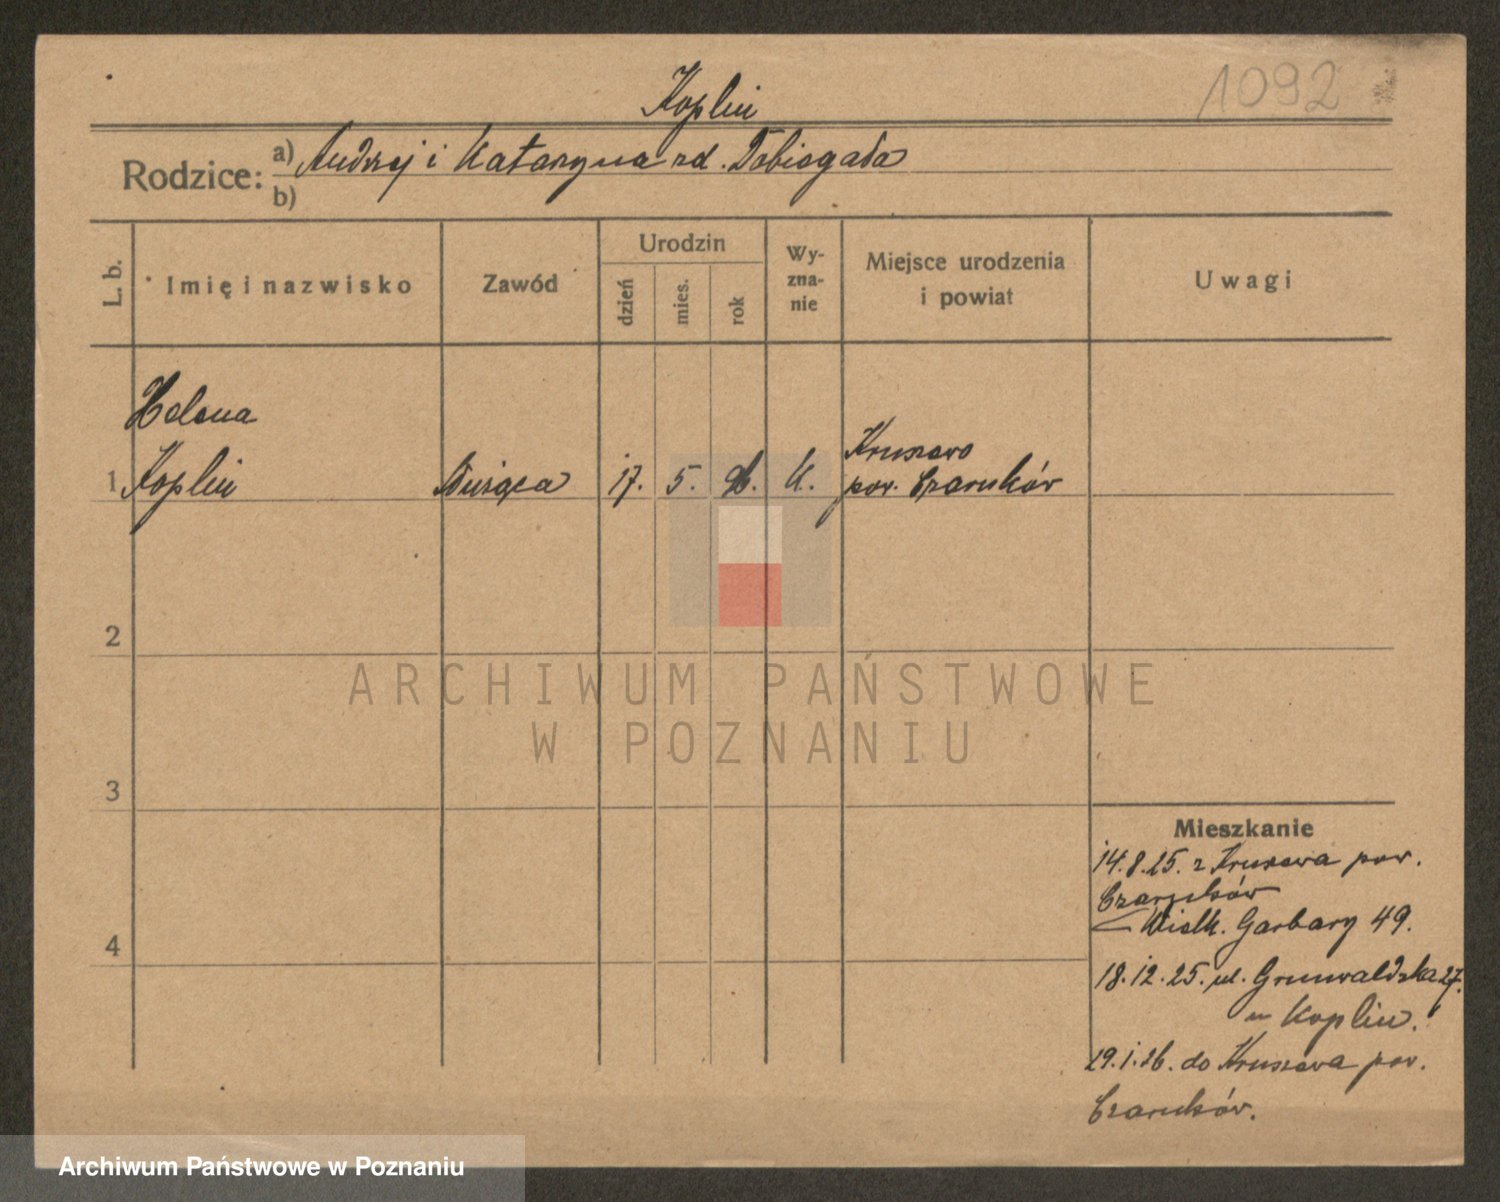 1092
Koplin
Rodzice: a) Andrzej i Katarzyna rd. Tobiogada
b)
L. b.
Imię i nazwisko
Zawód
Urodzin
dzień
mies.
rok
Wy-
zna-
nie
Miejsce urodzenia
i powiat
Uwagi
Helena
1 Koplin
Służąca
17. 5.
K.
Kruszewo
pow. Czarnków
2
3
4
Mieszkanie
14.8.25. z Kruszewa pow.
Czarnków
Wielk. Garbary 49.
18.12.25. ul. Grunwaldzka 27.
u Koplin.
29.1.26. do Kruszewa pow.
Czarnków.
ARCHIWUM PAŃSTWOWE
W POZNANIU
Archiwum Państwowe w Poznaniu